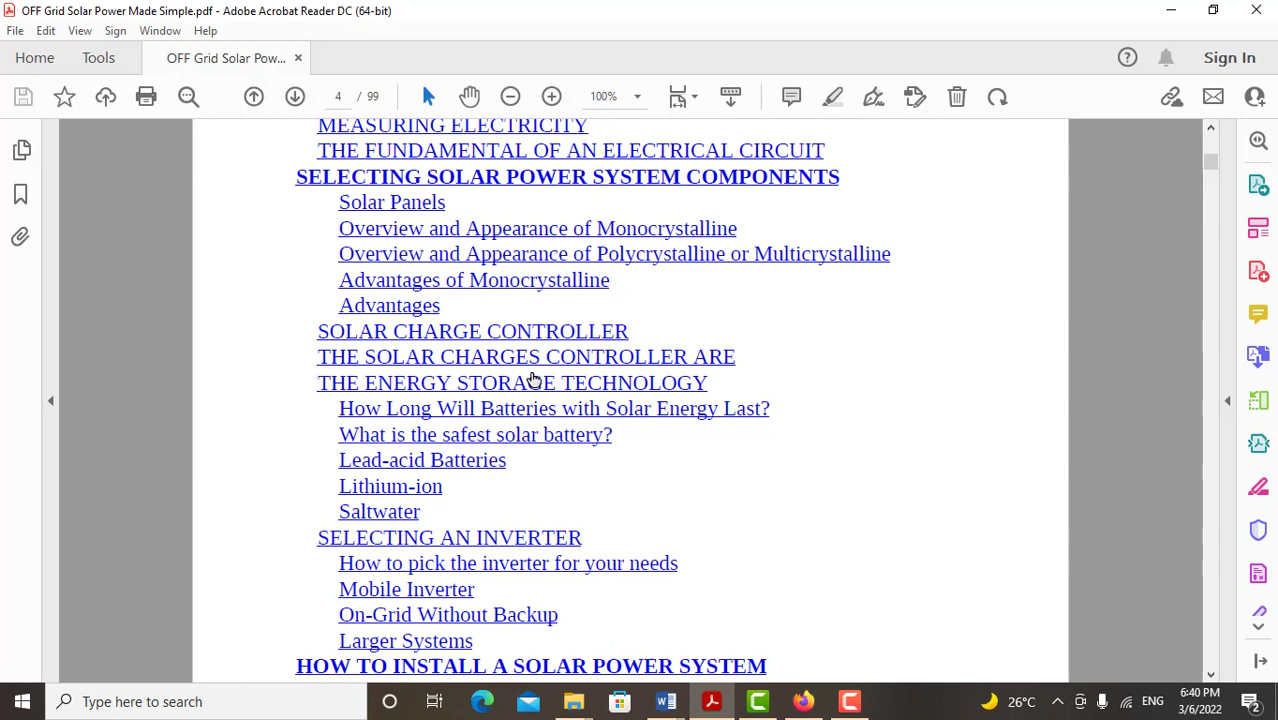 OFF Grid Solar Power Made Simple.pdf - Adobe Acrobat Reader DC (64-bit)
File Edit View Sign Window Help
Home Tools OFF Grid Solar Pow... Sign In
4 / 99 100%
MEASURING ELECTRICITY
THE FUNDAMENTAL OF AN ELECTRICAL CIRCUIT
SELECTING SOLAR POWER SYSTEM COMPONENTS
Solar Panels
Overview and Appearance of Monocrystalline
Overview and Appearance of Polycrystalline or Multicrystalline
Advantages of Monocrystalline
Advantages
SOLAR CHARGE CONTROLLER
THE SOLAR CHARGES CONTROLLER ARE
THE ENERGY STORAGE TECHNOLOGY
How Long Will Batteries with Solar Energy Last?
What is the safest solar battery?
Lead-acid Batteries
Lithium-ion
Saltwater
SELECTING AN INVERTER
How to pick the inverter for your needs
Mobile Inverter
On-Grid Without Backup
Larger Systems
HOW TO INSTALL A SOLAR POWER SYSTEM
Type here to search 26°C ENG 6:40 PM
3/6/2022 2